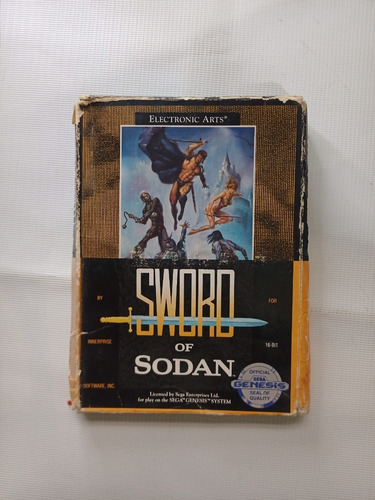 ELECTRONIC ARTS®
SWORD
OF
SODAN
BY
INNERPRISE
SOFTWARE, INC.
FOR
16-BIT
Licensed by Sega Enterprises Ltd.
for play on the SEGA® GENESIS™ SYSTEM
OFFICIAL
SEGA
GENESIS
SEAL OF
QUALITY